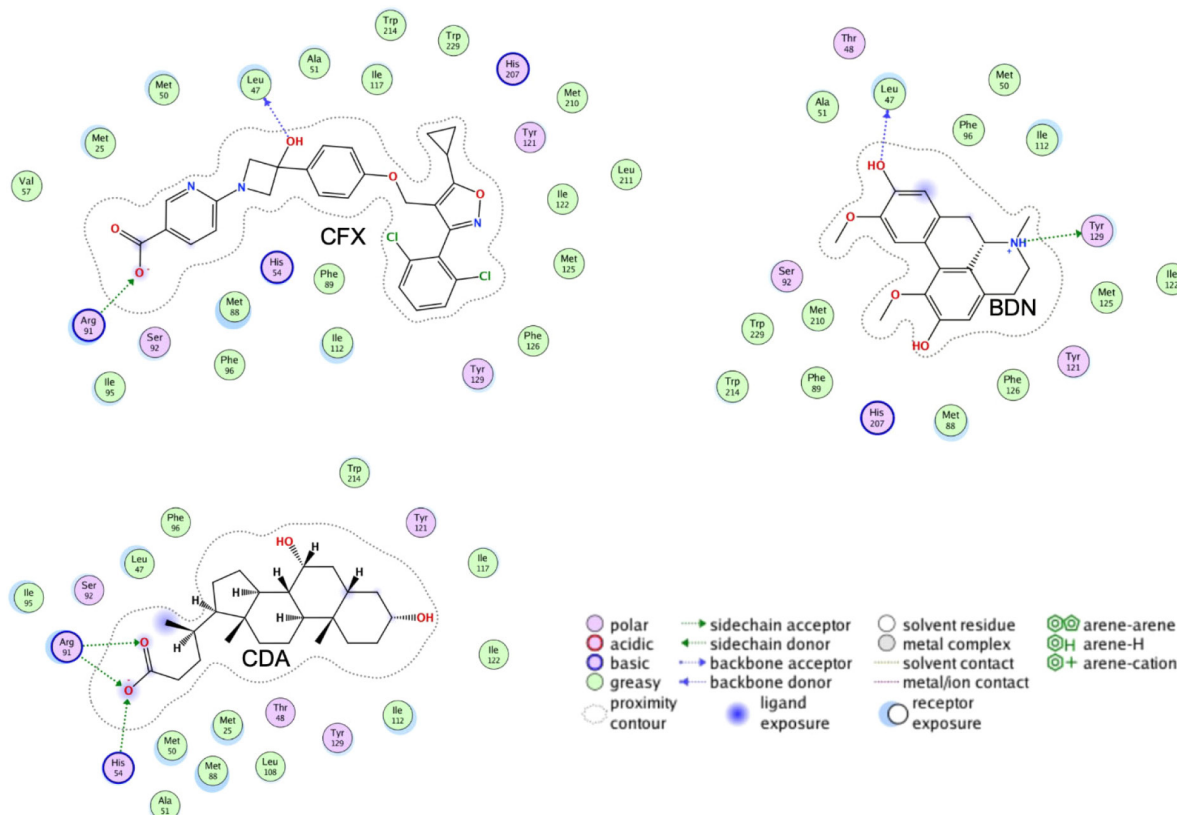 Trp
214
Trp
229
Ala
51
His
207
Leu
47
Ile
117
Met
50
Met
210
Met
25
OH
Tyr
121
Leu
211
Val
57
N
N
O
O
Ile
122
O
CFX
N
Cl
O-
His
54
Phe
89
Cl
Met
125
Met
88
Arg
91
Ser
92
Phe
96
Ile
112
Phe
126
Tyr
129
Ile
95
Thr
48
Leu
47
Met
50
Ala
51
Phe
96
Ile
112
HO
O
NH
+
Tyr
129
Ser
92
Ile
122
O
BDN
Met
125
Met
210
Trp
229
HO
Tyr
121
Phe
89
Phe
126
Trp
214
His
207
Met
88
Trp
214
Phe
96
Tyr
121
HO
H
Leu
47
Ile
117
Ser
92
Ile
95
H
H
H
H
H
OH
Arg
91
O
H
CDA
Ile
122
O-
Met
25
Thr
48
Ile
112
Met
50
Tyr
129
His
54
Met
88
Leu
108
Ala
51
polar
acidic
basic
greasy
proximity
contour
sidechain acceptor
sidechain donor
backbone acceptor
backbone donor
ligand
exposure
solvent residue
metal complex
solvent contact
metal/ion contact
receptor
exposure
arene-arene
H arene-H
+ arene-cation